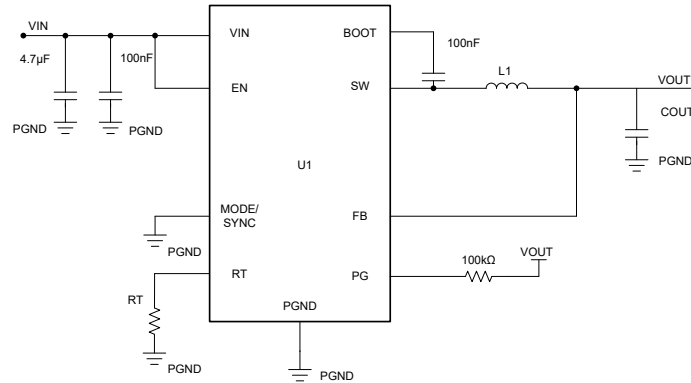 VIN
4.7µF
100nF
PGND
PGND
VIN
EN
MODE/
SYNC
RT
U1
PGND
BOOT
SW
FB
PG
100nF
L1
VOUT
COUT
PGND
100kΩ
VOUT
PGND
RT
PGND
PGND